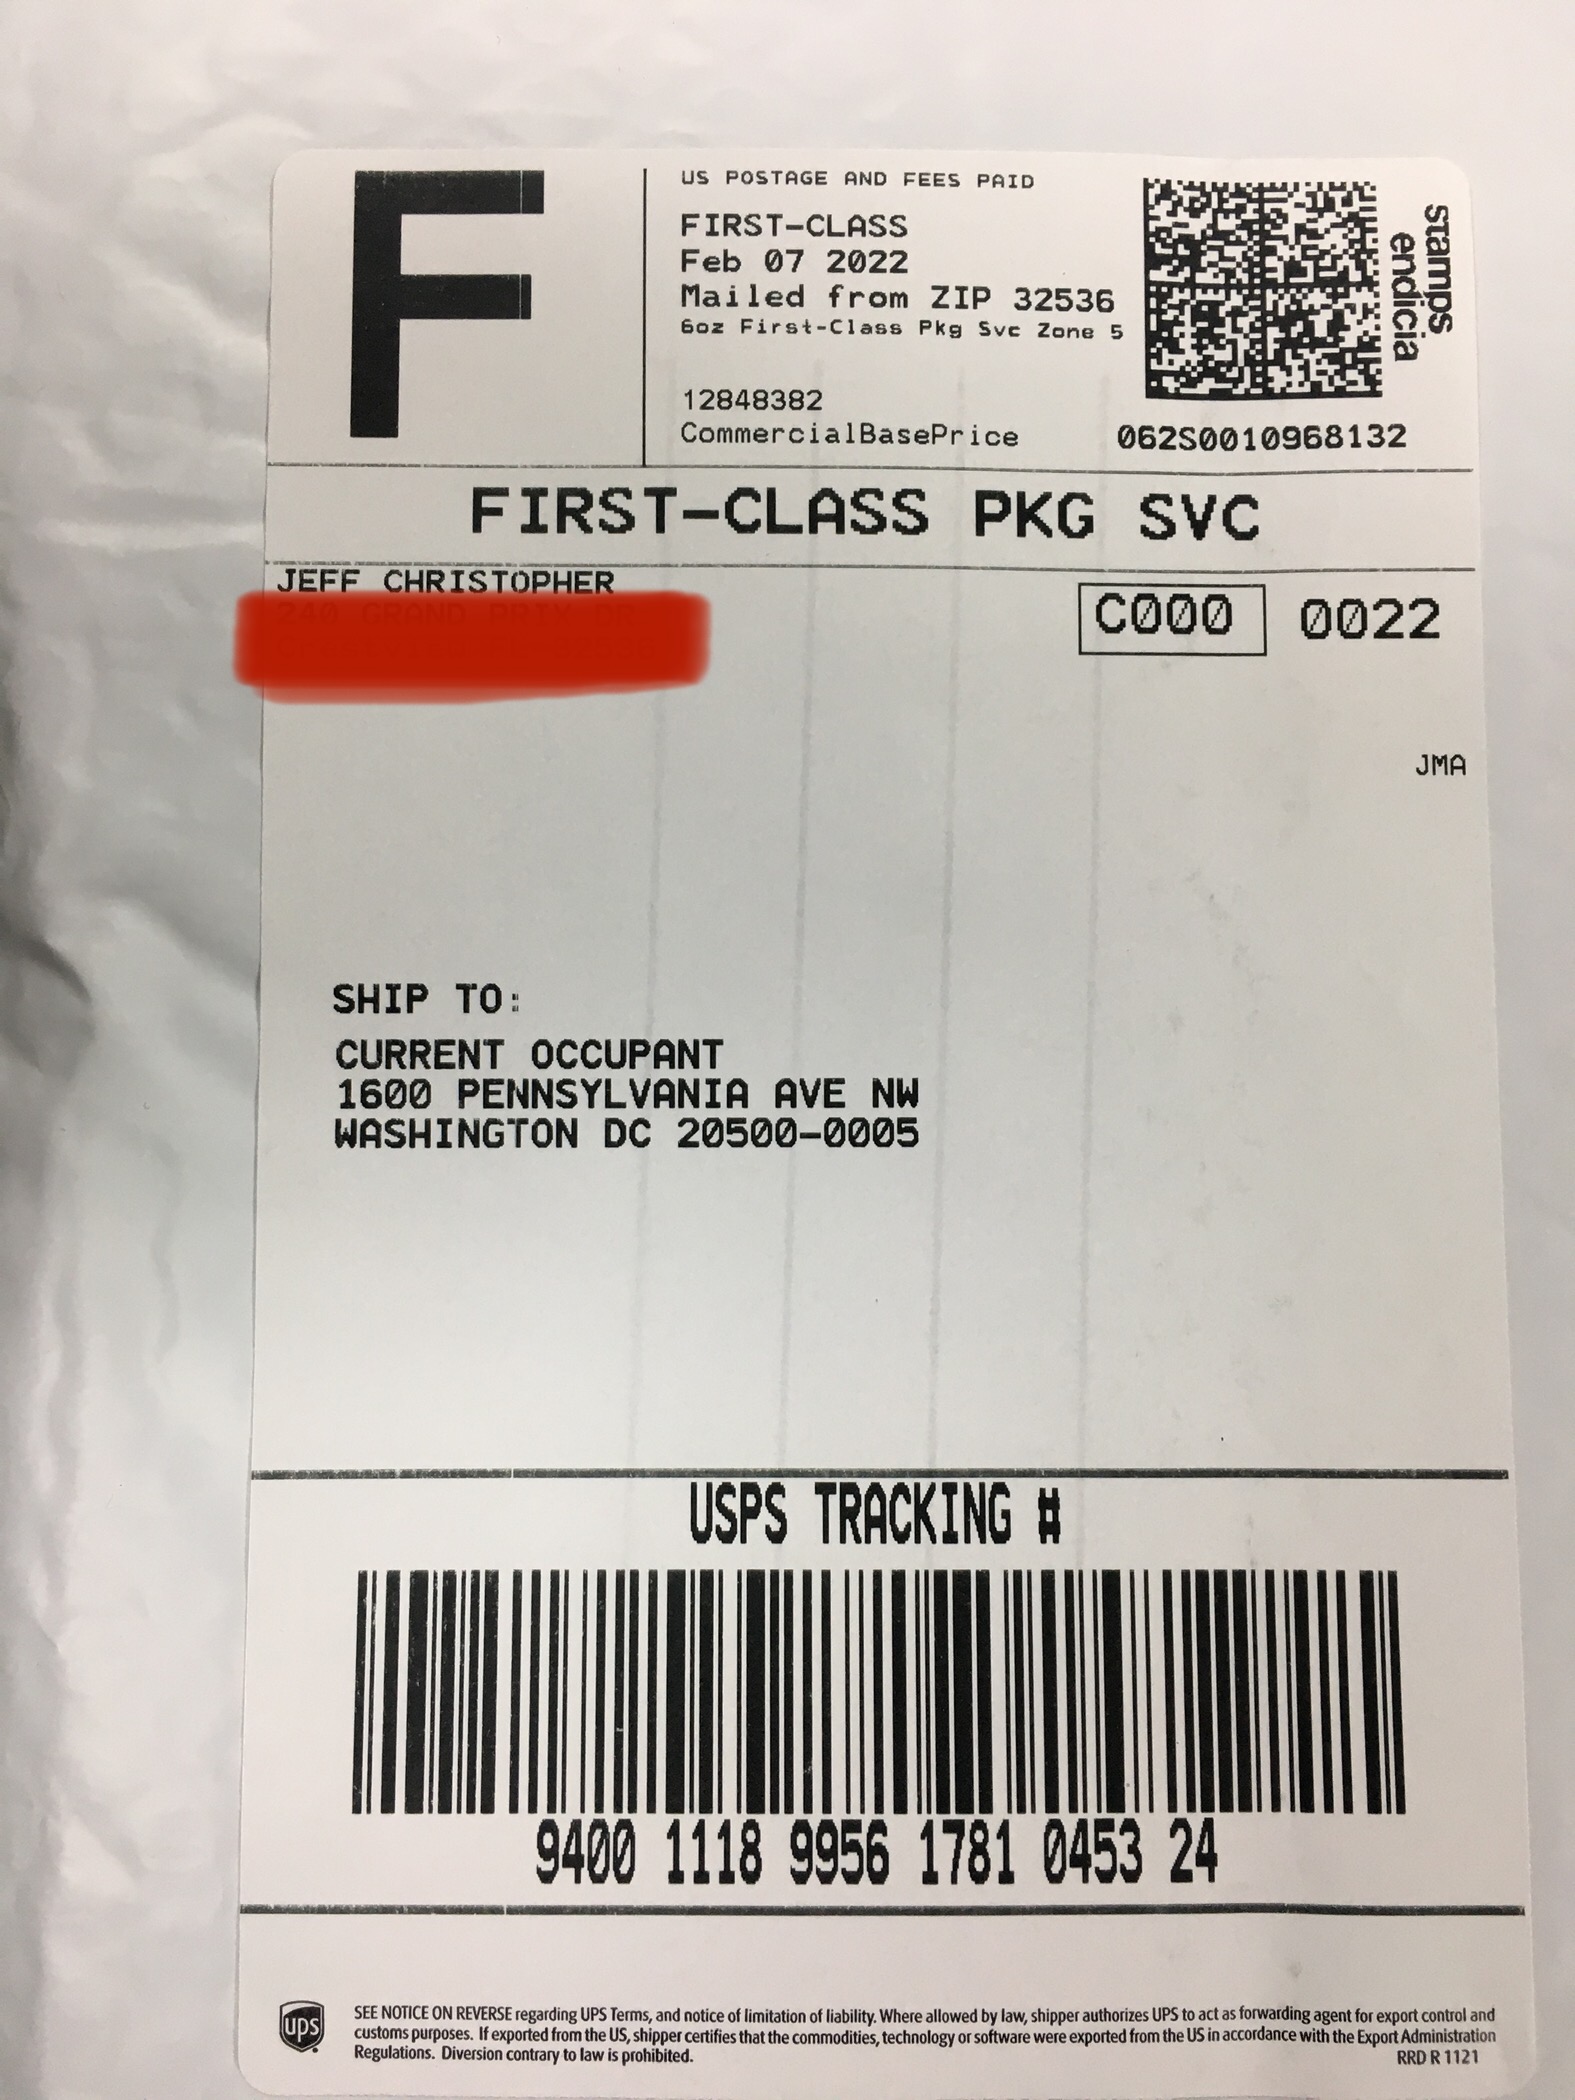 F
US POSTAGE AND FEES PAID
FIRST-CLASS
Feb 07 2022
Mailed from ZIP 32536
6oz First-Class Pkg Svc Zone 5
12848382
CommercialBasePrice
stamps
endicia
062S0010968132
FIRST-CLASS PKG SVC
JEFF CHRISTOPHER
C000 0022
JMA
SHIP TO:
CURRENT OCCUPANT
1600 PENNSYLVANIA AVE NW
WASHINGTON DC 20500-0005
USPS TRACKING #
9400 1118 9956 1781 0453 24
ups
SEE NOTICE ON REVERSE regarding UPS Terms, and notice of limitation of liability. Where allowed by law, shipper authorizes UPS to act as forwarding agent for export control and
customs purposes. If exported from the US, shipper certifies that the commodities, technology or software were exported from the US in accordance with the Export Administration
Regulations. Diversion contrary to law is prohibited.
RRD R 1121